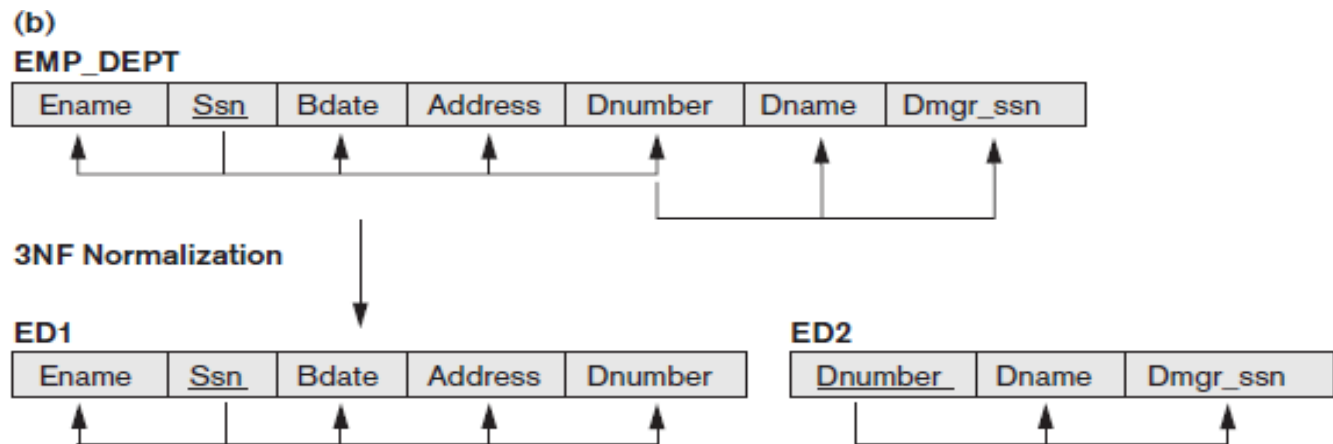 (b)
EMP_DEPT
Ename Ssn Bdate Address Dnumber Dname Dmgr_ssn
3NF Normalization
ED1 ED2
Ename Ssn Bdate Address Dnumber Dnumber Dname Dmgr_ssn